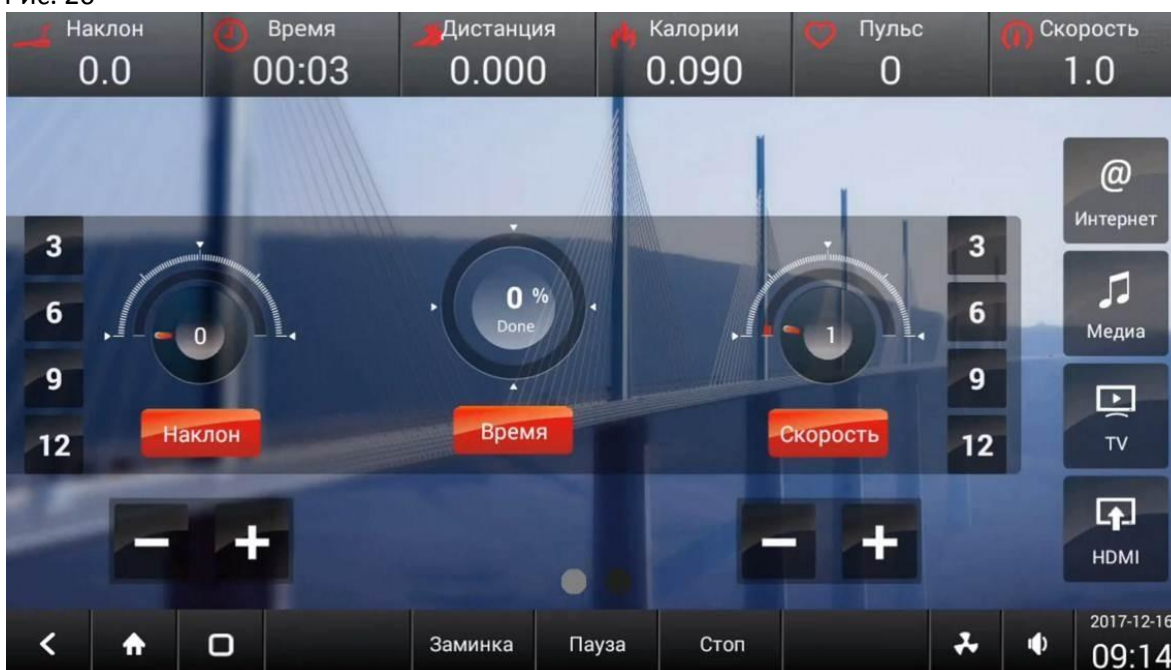 Наклон
0.0
Время
00:03
Дистанция
0.000
Калории
0.090
Пульс
0
Скорость
1.0
3
6
9
12
0
Наклон
0 %
Done
Время
1
Скорость
3
6
9
12
@
Интернет
Медиа
TV
HDMI
Заминка
Пауза
Стоп
2017-12-16
09:14